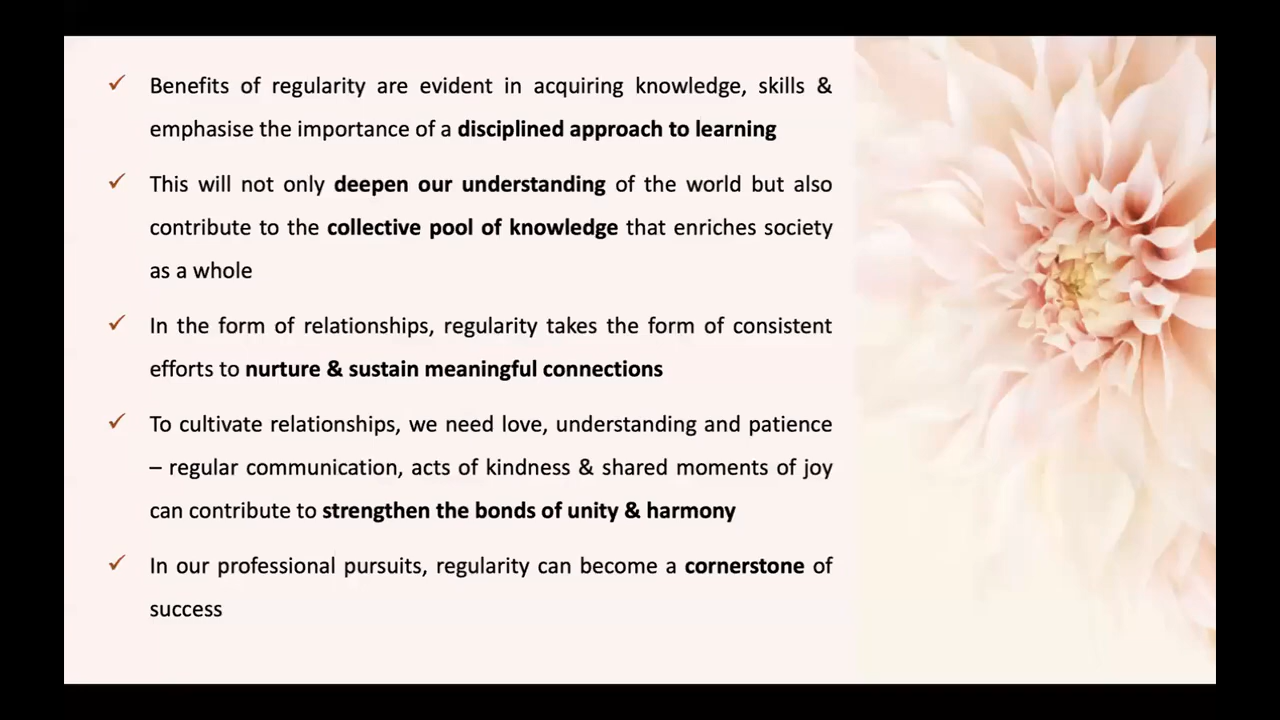 ✓ Benefits of regularity are evident in acquiring knowledge, skills &
emphasise the importance of a disciplined approach to learning
✓ This will not only deepen our understanding of the world but also
contribute to the collective pool of knowledge that enriches society
as a whole
✓ In the form of relationships, regularity takes the form of consistent
efforts to nurture & sustain meaningful connections
✓ To cultivate relationships, we need love, understanding and patience
– regular communication, acts of kindness & shared moments of joy
can contribute to strengthen the bonds of unity & harmony
✓ In our professional pursuits, regularity can become a cornerstone of
success